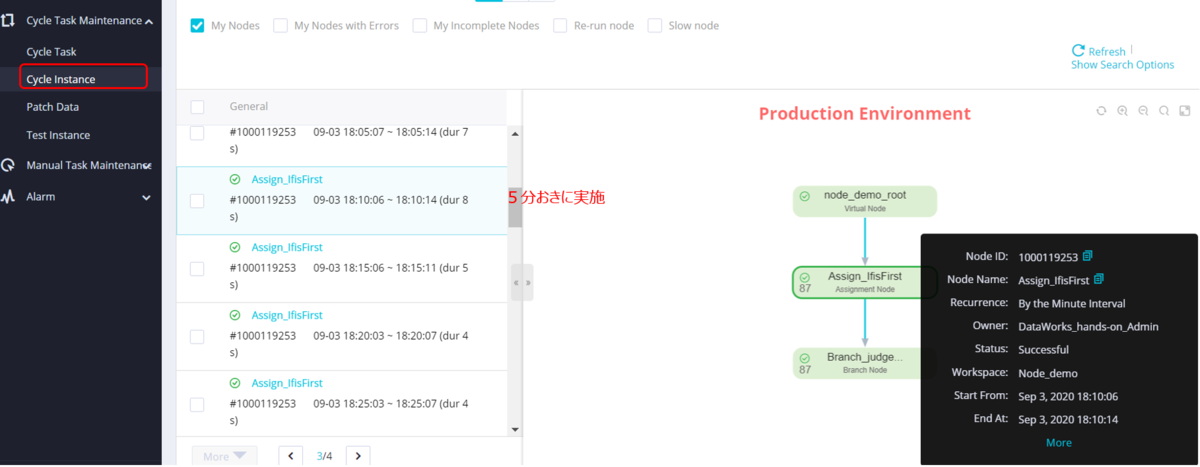 Cycle Task Maintenance
Cycle Task
Cycle Instance
Patch Data
Test Instance
Manual Task Maintenance
Alarm
My Nodes
My Nodes with Errors
My Incomplete Nodes
Re-run node
Slow node
Refresh
Show Search Options
General
#1000119253 09-03 18:05:07 ~ 18:05:14 (dur 7
s)
Assign_IfisFirst
#1000119253 09-03 18:10:06 ~ 18:10:14 (dur 8
s)
Assign_IfisFirst
#1000119253 09-03 18:15:06 ~ 18:15:11 (dur 5
s)
Assign_IfisFirst
#1000119253 09-03 18:20:03 ~ 18:20:07 (dur 4
s)
Assign_IfisFirst
#1000119253 09-03 18:25:03 ~ 18:25:07 (dur 4
s)
More
< 3/4 >
5分おきに実施
« »
Production Environment
node_demo_root
Virtual Node
Assign_IfisFirst
87 Assignment Node
Branch_judge...
87 Branch Node
Node ID: 1000119253
Node Name: Assign_IfisFirst
Recurrence: By the Minute Interval
Owner: DataWorks_hands-on_Admin
Status: Successful
Workspace: Node_demo
Start From: Sep 3, 2020 18:10:06
End At: Sep 3, 2020 18:10:14
More